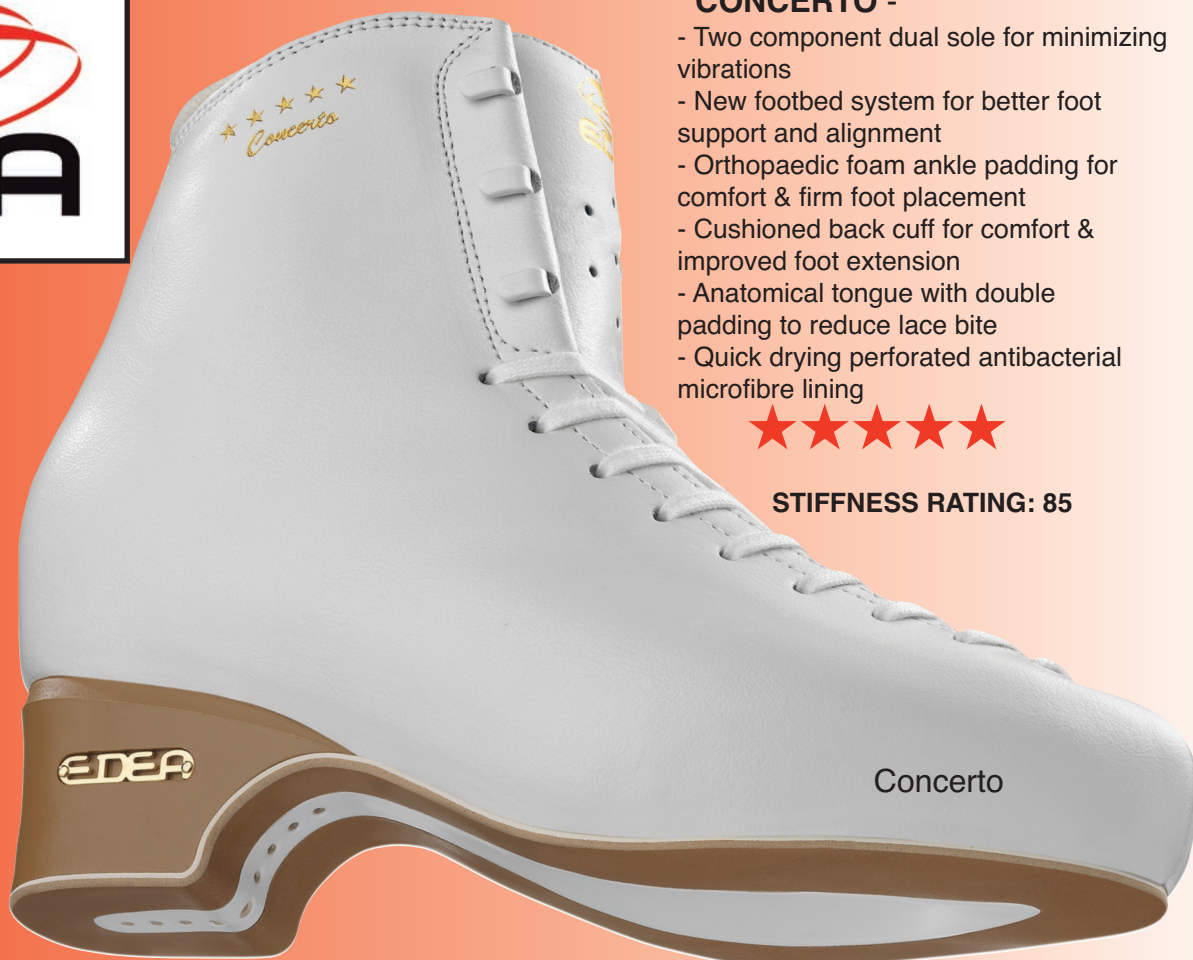 CONCERTO -
- Two component dual sole for minimizing
vibrations
- New footbed system for better foot
support and alignment
- Orthopaedic foam ankle padding for
comfort & firm foot placement
- Cushioned back cuff for comfort &
improved foot extension
- Anatomical tongue with double
padding to reduce lace bite
- Quick drying perforated antibacterial
microfibre lining
STIFFNESS RATING: 85
A
Concerto
EDEA
Concerto